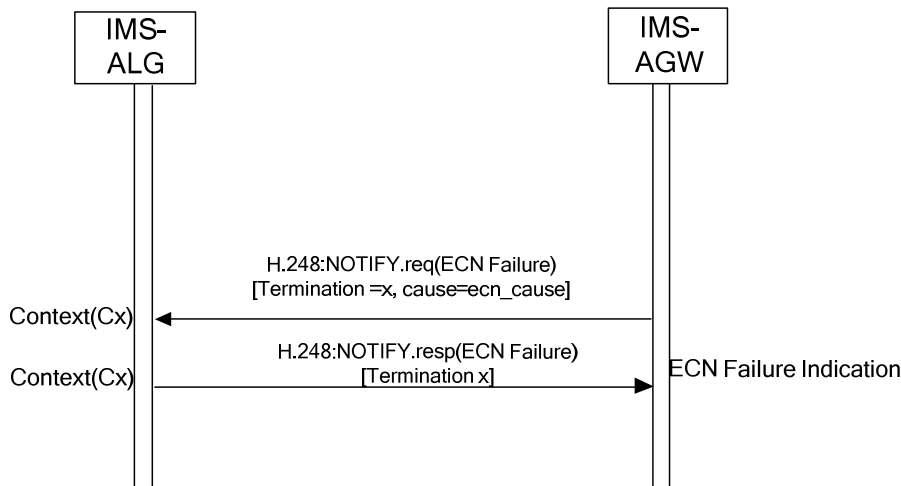 IMS-
ALG
IMS-
AGW
H.248:NOTIFY.req(ECN Failure)
[Termination =x, cause=ecn_cause]
Context(Cx)
H.248:NOTIFY.resp(ECN Failure)
[Termination x]
Context(Cx)
ECN Failure Indication